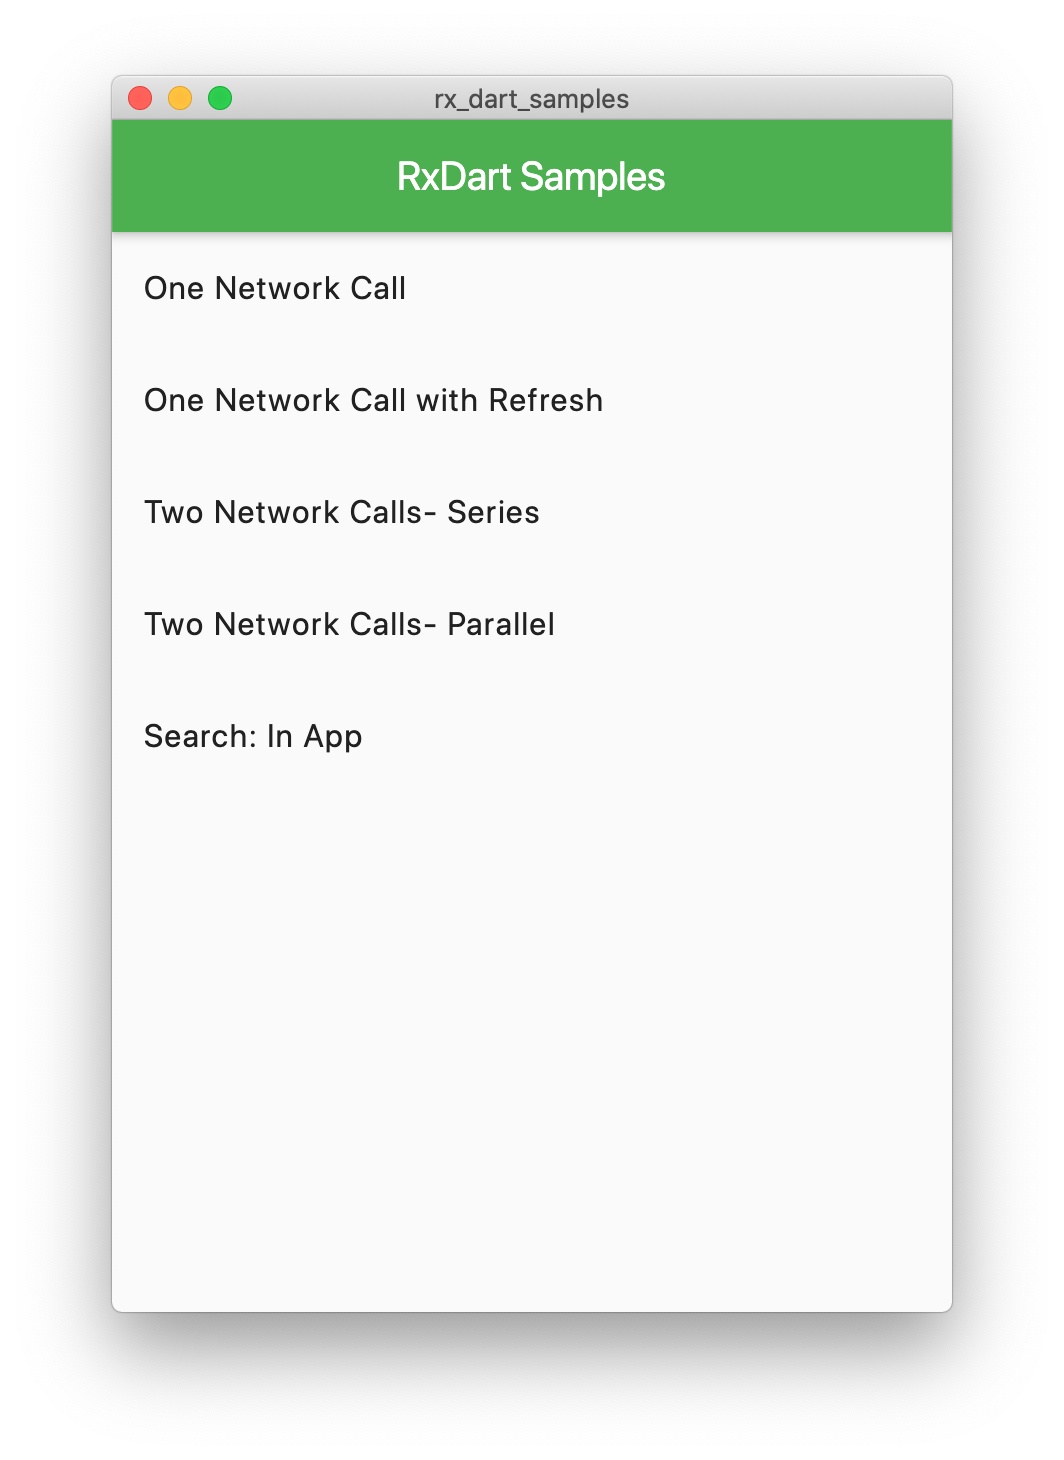 rx_dart_samples
RxDart Samples
One Network Call
One Network Call with Refresh
Two Network Calls- Series
Two Network Calls- Parallel
Search: In App